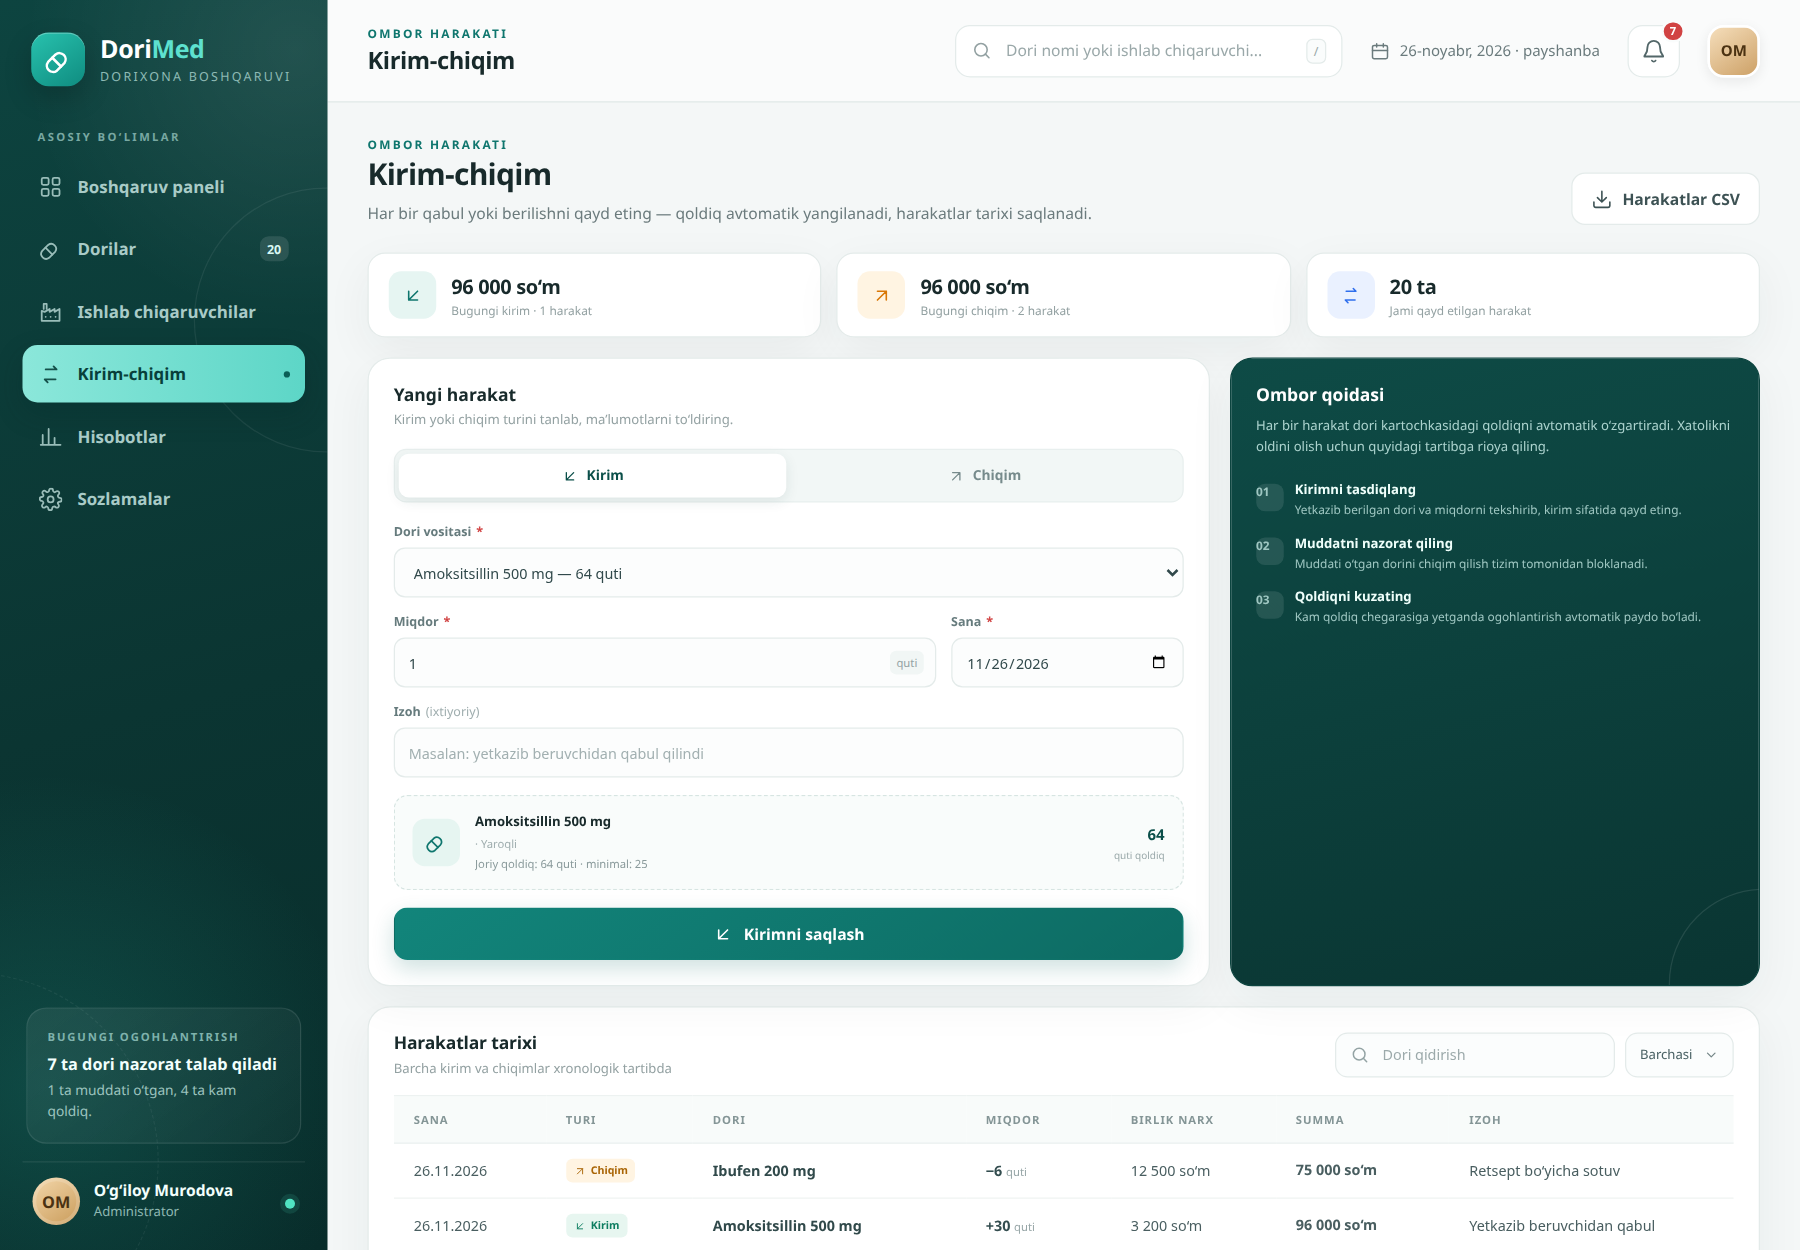 DoriMed
DORIXONA BOSHQARUVI
ASOSIY BO‘LIMLAR
Boshqaruv paneli
Dorilar 20
Ishlab chiqaruvchilar
Kirim-chiqim
Hisobotlar
Sozlamalar
BUGUNGI OGOHLANTIRISH
7 ta dori nazorat talab qiladi
1 ta muddati o‘tgan, 4 ta kam
qoldiq.
OM
O‘g‘iloy Murodova
Administrator
OMBOR HARAKATI
Kirim-chiqim
Dori nomi yoki ishlab chiqaruvchi... /
26-noyabr, 2026 · payshanba
7
OM
OMBOR HARAKATI
Kirim-chiqim
Har bir qabul yoki berilishni qayd eting — qoldiq avtomatik yangilanadi, harakatlar tarixi saqlanadi.
Harakatlar CSV
96 000 so‘m
Bugungi kirim · 1 harakat
96 000 so‘m
Bugungi chiqim · 2 harakat
20 ta
Jami qayd etilgan harakat
Yangi harakat
Kirim yoki chiqim turini tanlab, ma’lumotlarni to‘ldiring.
Kirim
Chiqim
Dori vositasi *
Amoksitsillin 500 mg — 64 quti
Miqdor *
Sana *
1 quti
11/26/2026
Izoh (ixtiyoriy)
Masalan: yetkazib beruvchidan qabul qilindi
Amoksitsillin 500 mg
· Yaroqli
Joriy qoldiq: 64 quti · minimal: 25
64
quti qoldiq
Kirimni saqlash
Ombor qoidasi
Har bir harakat dori kartochkasidagi qoldiqni avtomatik o‘zgartiradi. Xatolikni
oldini olish uchun quyidagi tartibga rioya qiling.
01 Kirimni tasdiqlang
Yetkazib berilgan dori va miqdorni tekshirib, kirim sifatida qayd eting.
02 Muddatni nazorat qiling
Muddati o‘tgan dorini chiqim qilish tizim tomonidan bloklanadi.
03 Qoldiqni kuzating
Kam qoldiq chegarasiga yetganda ogohlantirish avtomatik paydo bo‘ladi.
Harakatlar tarixi
Barcha kirim va chiqimlar xronologik tartibda
Dori qidirish
Barchasi
SANA TURI DORI MIQDOR BIRLIK NARX SUMMA IZOH
26.11.2026 Chiqim Ibufen 200 mg −6 quti 12 500 so‘m 75 000 so‘m Retsept bo‘yicha sotuv
26.11.2026 Kirim Amoksitsillin 500 mg +30 quti 3 200 so‘m 96 000 so‘m Yetkazib beruvchidan qabul